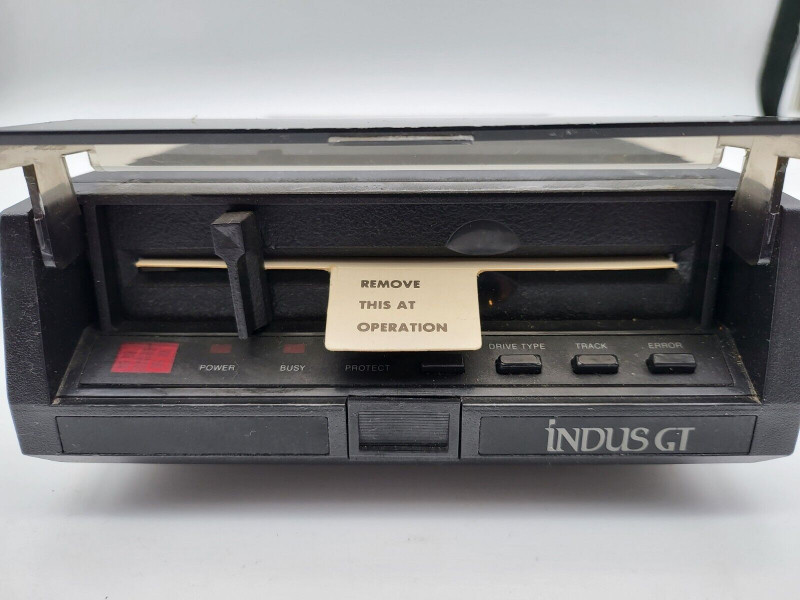 REMOVE
THIS AT
OPERATION
POWER
BUSY
PROTECT
DRIVE TYPE
TRACK
ERROR
INDUS GT